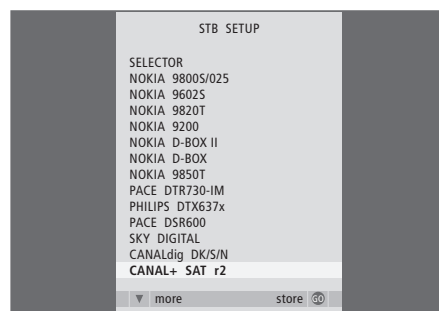 STB SETUP
SELECTOR
NOKIA 9800S/025
NOKIA 9602S
NOKIA 9820T
NOKIA 9200
NOKIA D-BOX II
NOKIA D-BOX
NOKIA 9850T
PACE DTR730-IM
PHILIPS DTX637x
PACE DSR600
SKY DIGITAL
CANALdig DK/S/N
CANAL+ SAT r2
▼ more store GO